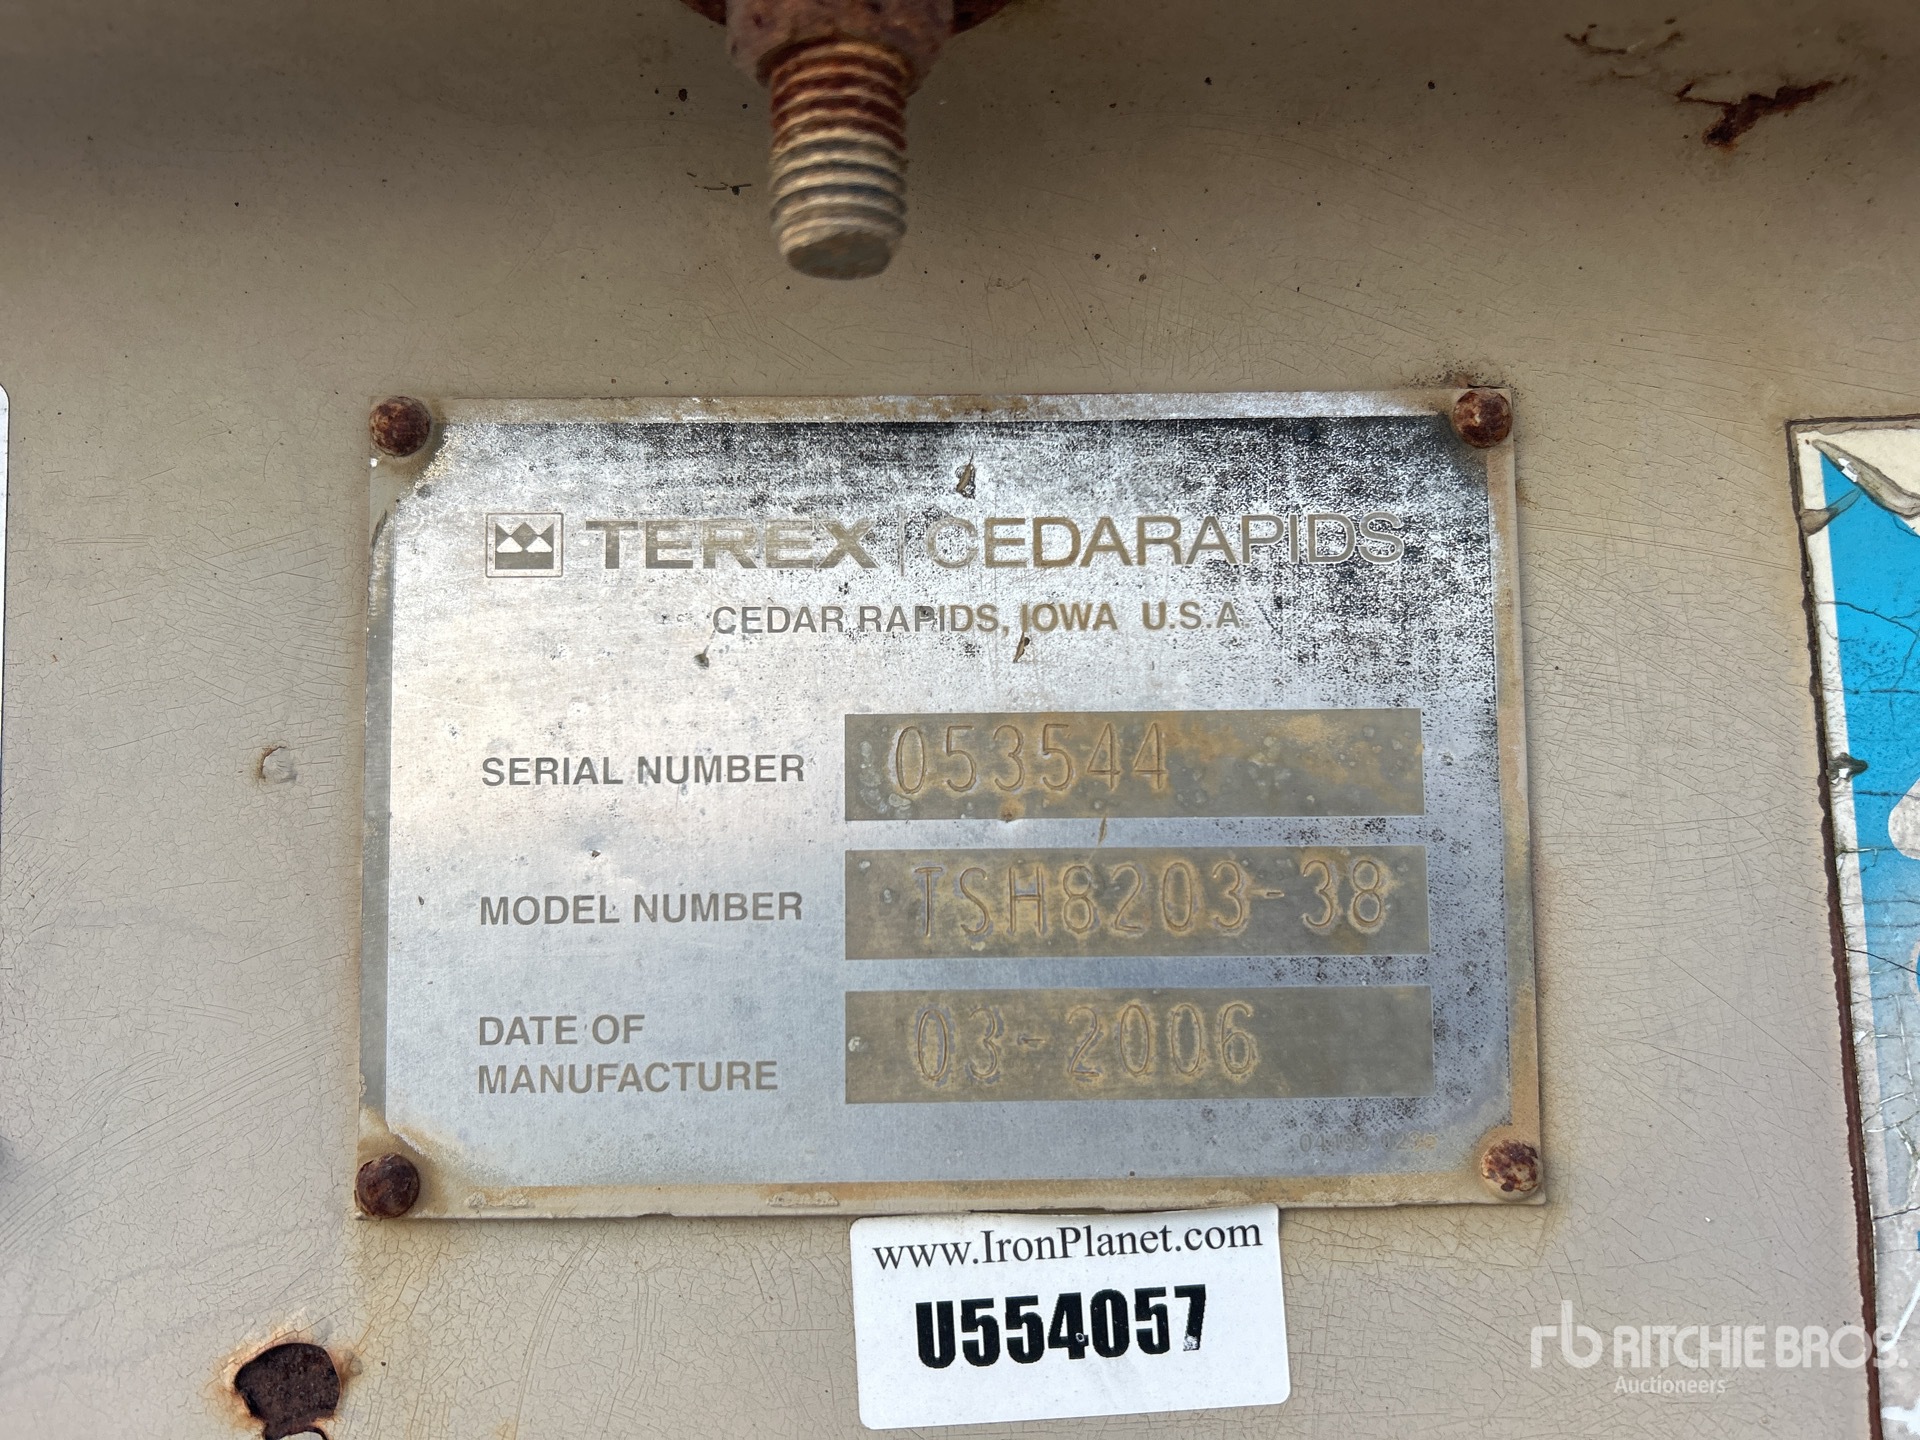 TEREX | CEDARAPIDS
CEDAR RAPIDS, IOWA U.S.A.
SERIAL NUMBER 053544
MODEL NUMBER TSH8203-38
DATE OF
MANUFACTURE 03-2006
www.IronPlanet.com
U554057
rb RITCHIE BROS.
Auctioneers